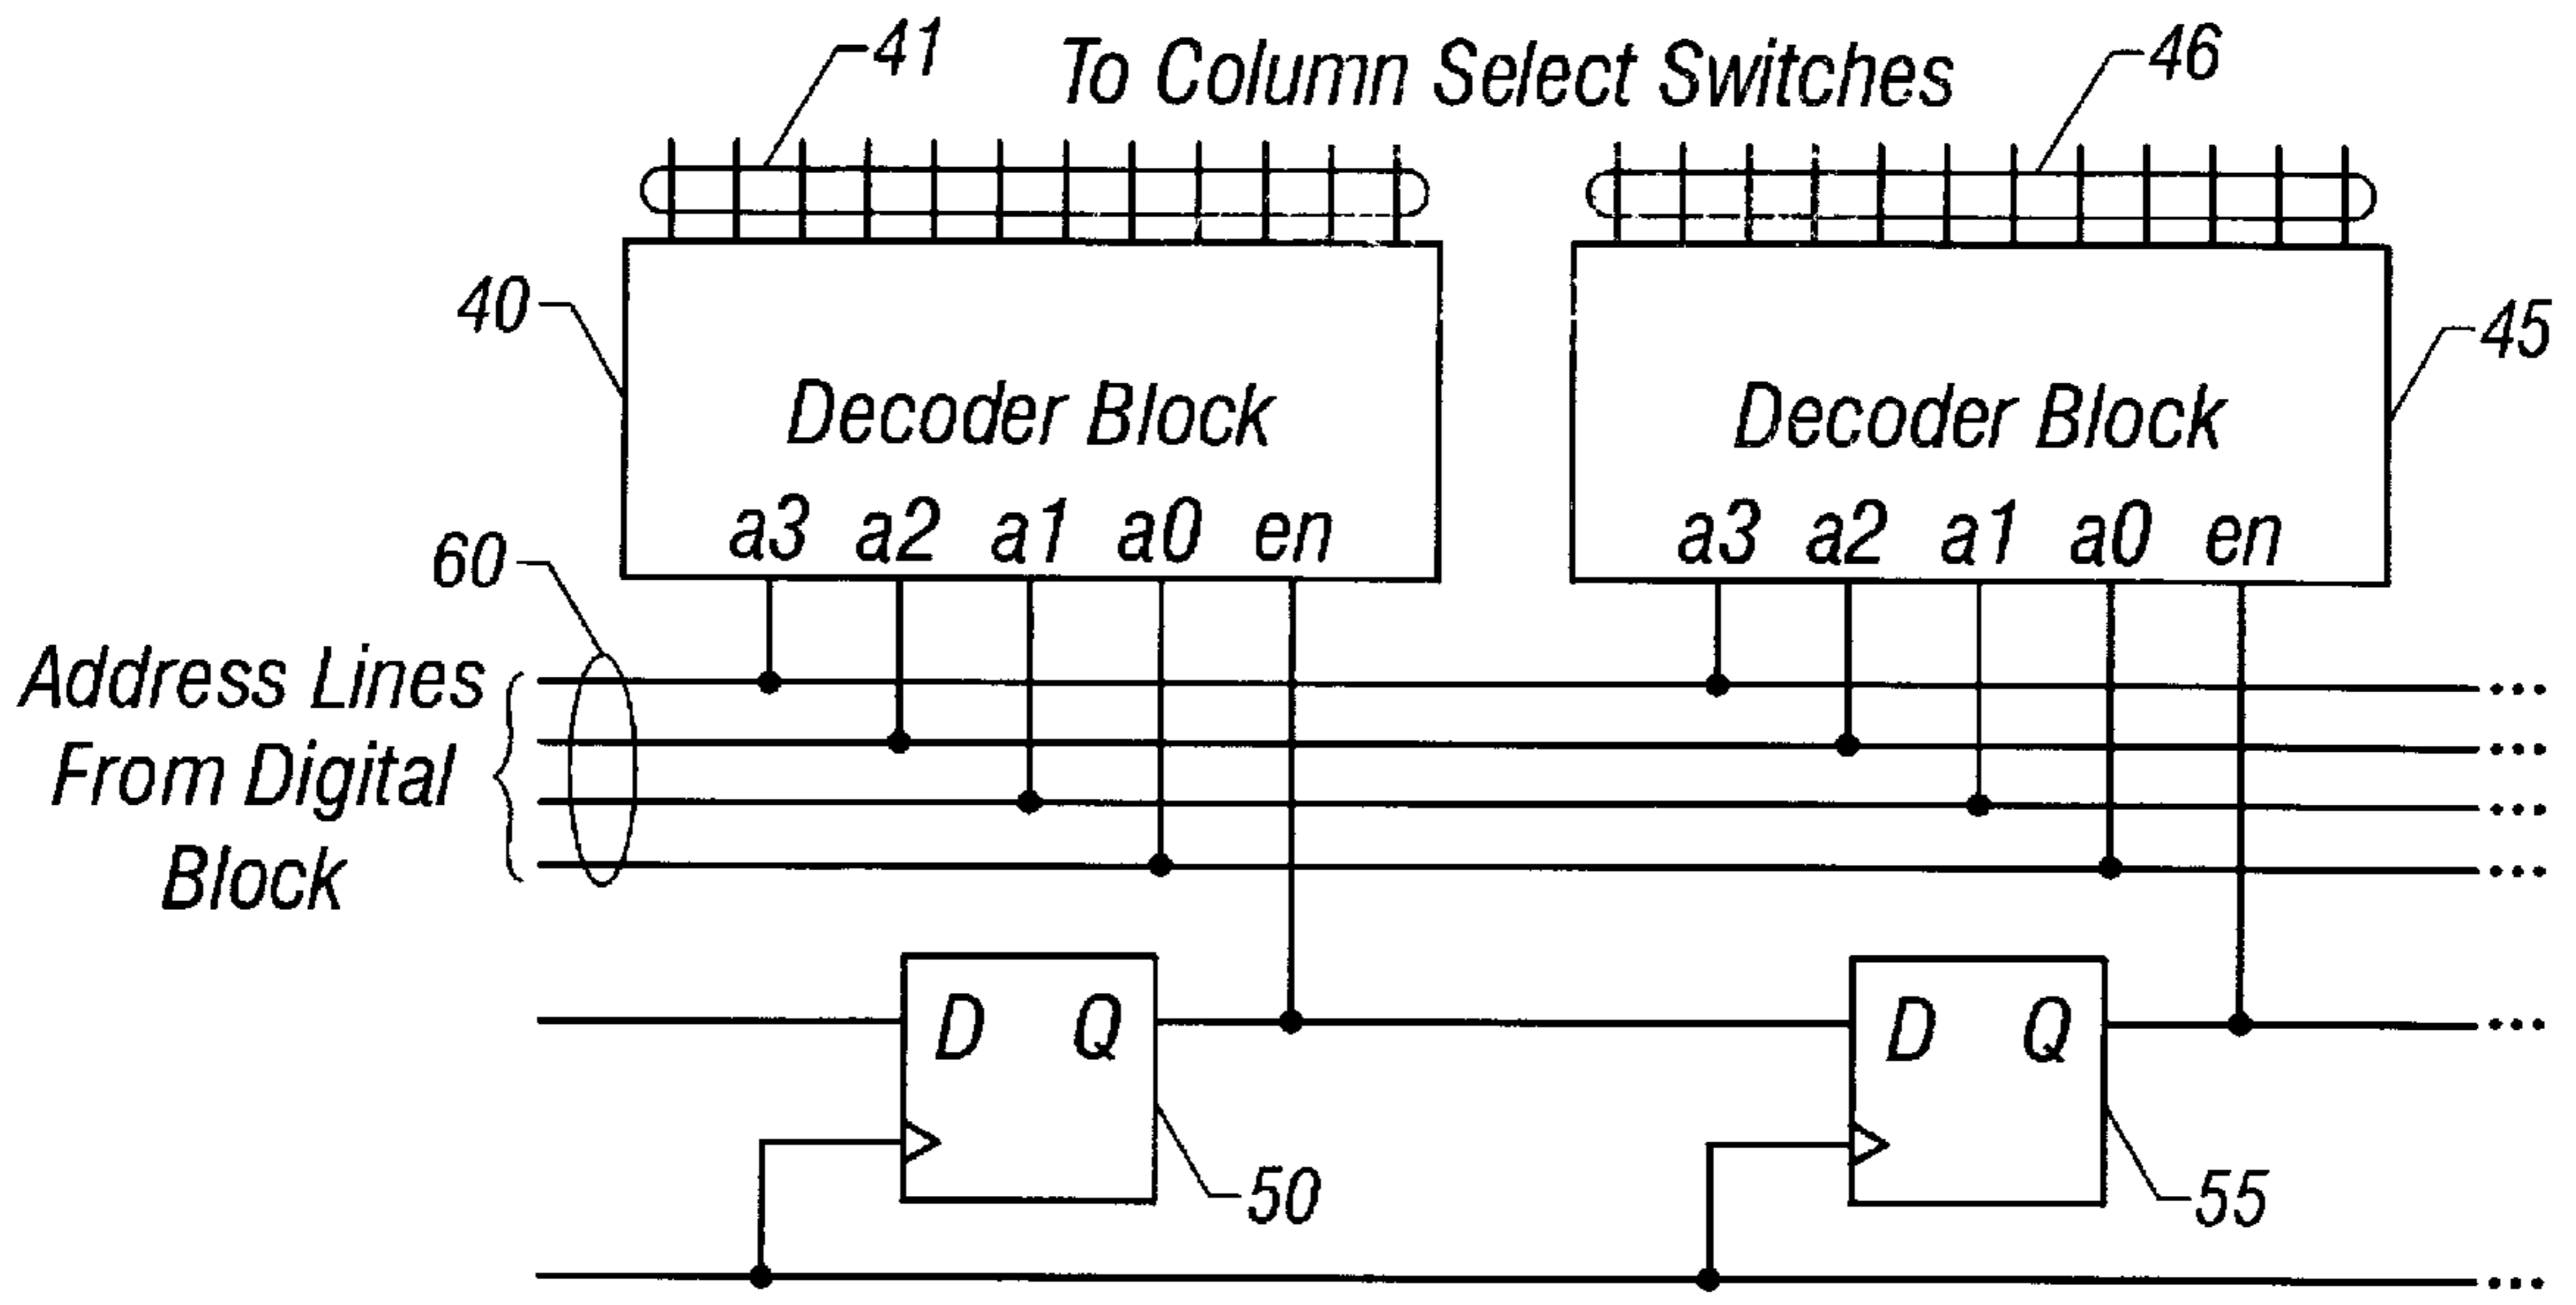 41
To Column Select Switches
46
40
Decoder Block
a3 a2 a1 a0 en
Decoder Block
a3 a2 a1 a0 en
45
60
Address Lines
From Digital
Block
...
...
...
...
D Q
50
D Q
55
...
...